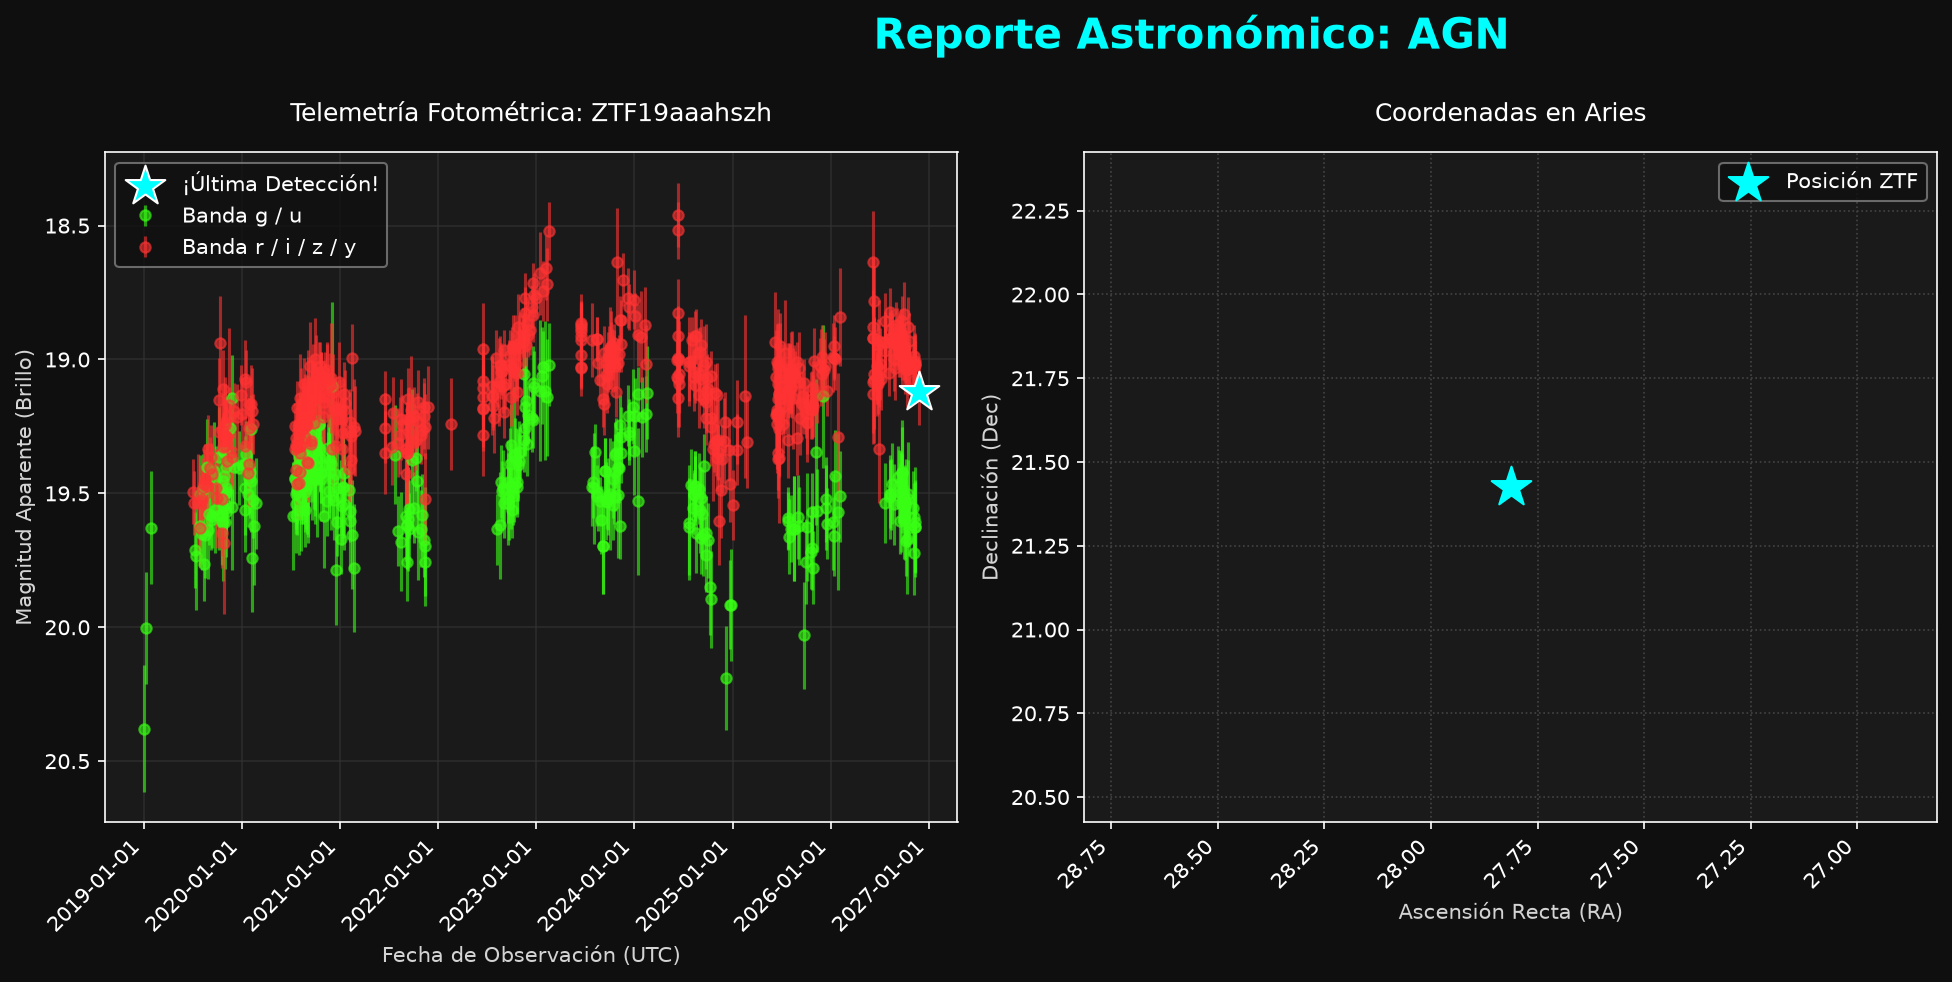 Reporte Astronómico: AGN
Telemetría Fotométrica: ZTF19aaahszh
¡Última Detección!
Banda g / u
Banda r / i / z / y
Magnitud Aparente (Brillo)
18.5
19.0
19.5
20.0
20.5
2019-01-01
2020-01-01
2021-01-01
2022-01-01
2023-01-01
2024-01-01
2025-01-01
2026-01-01
2027-01-01
Fecha de Observación (UTC)
Coordenadas en Aries
Posición ZTF
Declinación (Dec)
22.25
22.00
21.75
21.50
21.25
21.00
20.75
20.50
28.75
28.50
28.25
28.00
27.75
27.50
27.25
27.00
Ascensión Recta (RA)